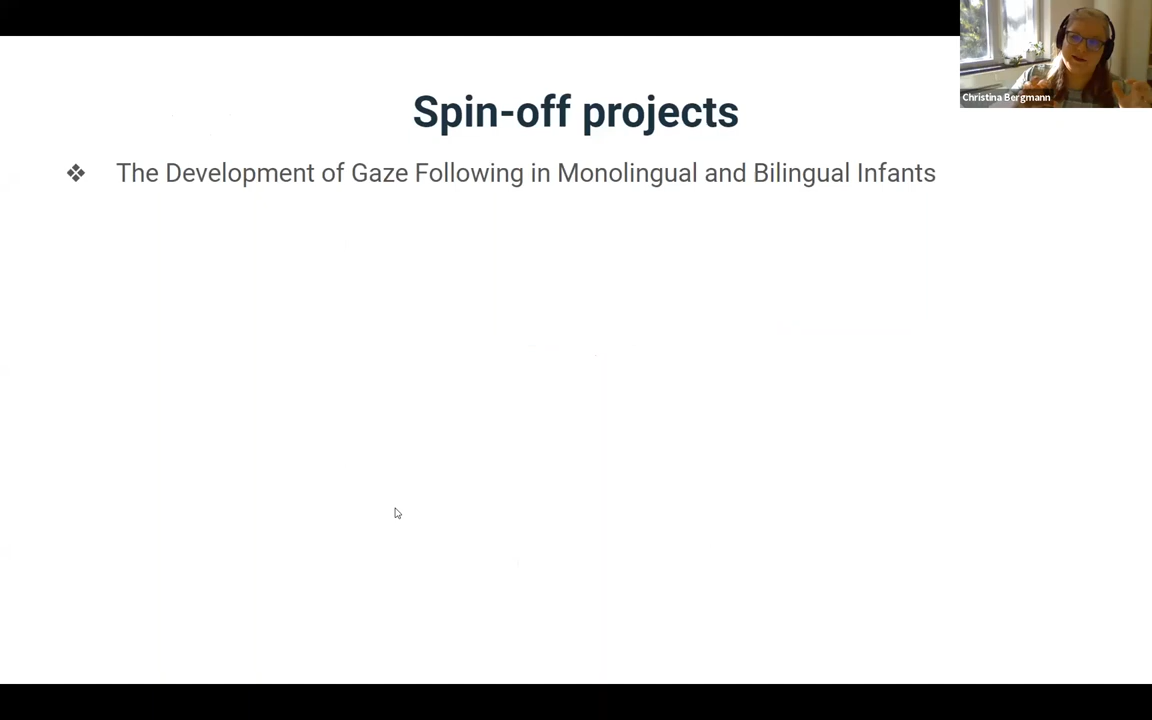 Spin-off projects
❖ The Development of Gaze Following in Monolingual and Bilingual Infants
Christina Bergmann